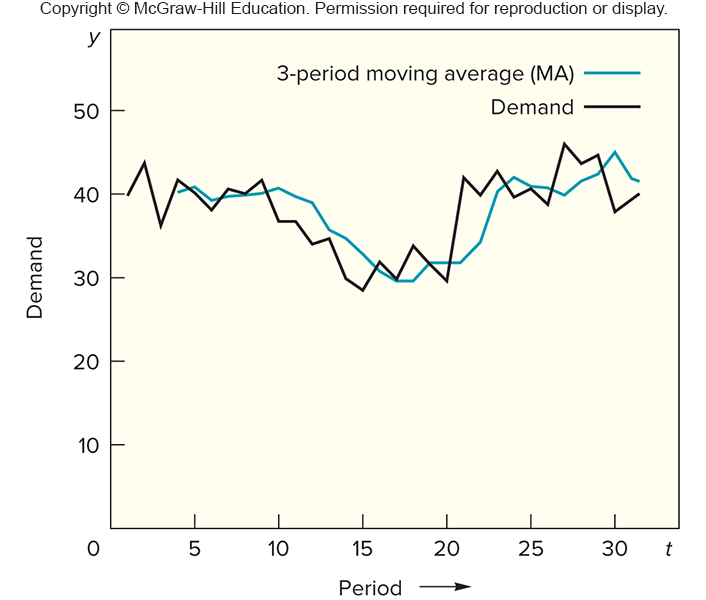 Copyright © McGraw-Hill Education. Permission required for reproduction or display.
y
3-period moving average (MA)
Demand
50
40
30
20
10
Demand
0 5 10 15 20 25 30 t
Period